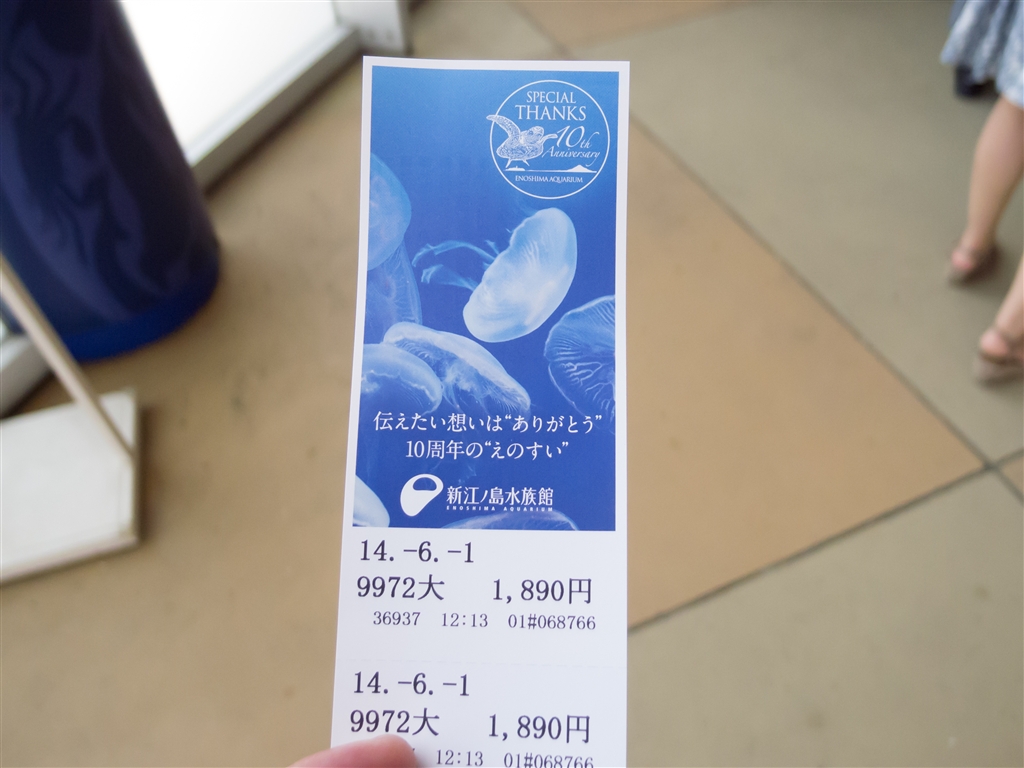 SPECIAL
THANKS
10th
Anniversary
ENOSHIMA AQUARIUM
伝えたい想いは“ありがとう”
10周年の“えのすい”
新江ノ島水族館
ENOSHIMA AQUARIUM
14.-6.-1
9972大 1,890円
36937 12:13 01#068766
14.-6.-1
9972大 1,890円
12:13 01#068766